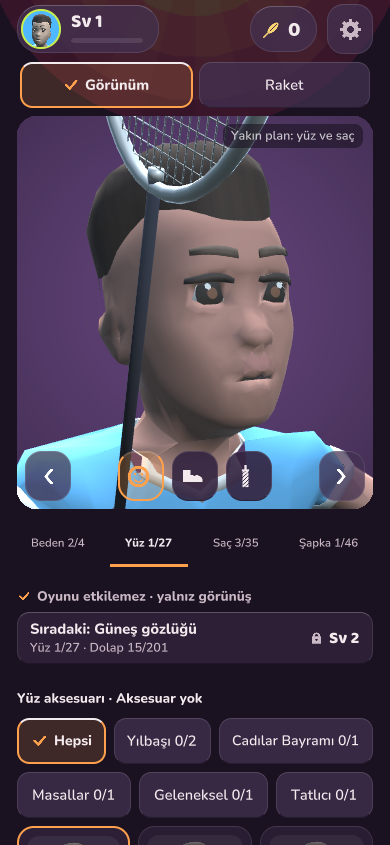 Sv 1
0
Görünüm
Raket
Yakın plan: yüz ve saç
Beden 2/4
Yüz 1/27
Saç 3/35
Şapka 1/46
Oyunu etkilemez · yalnız görünüş
Sıradaki: Güneş gözlüğü
Sv 2
Yüz 1/27 · Dolap 15/201
Yüz aksesuarı · Aksesuar yok
Hepsi
Yılbaşı 0/2
Cadılar Bayramı 0/1
Masallar 0/1
Geleneksel 0/1
Tatlıcı 0/1